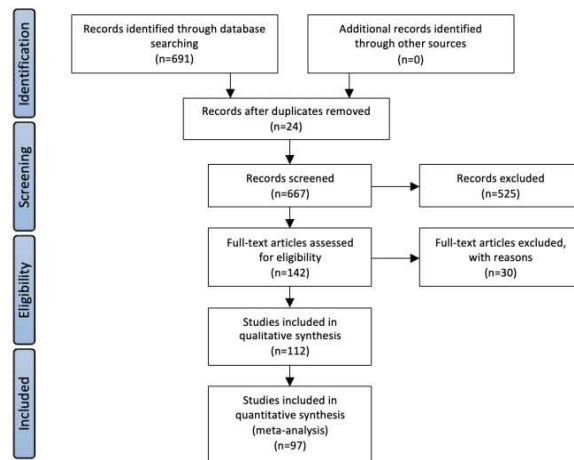 Identification
Records identified through database
searching
(n=691)
Additional records identified
through other sources
(n=0)
Records after duplicates removed
(n=24)
Screening
Records screened
(n=667)
Records excluded
(n=525)
Eligibility
Full-text articles assessed
for eligibility
(n=142)
Full-text articles excluded,
with reasons
(n=30)
Studies included in
qualitative synthesis
(n=112)
Included
Studies included in
quantitative synthesis
(meta-analysis)
(n=97)